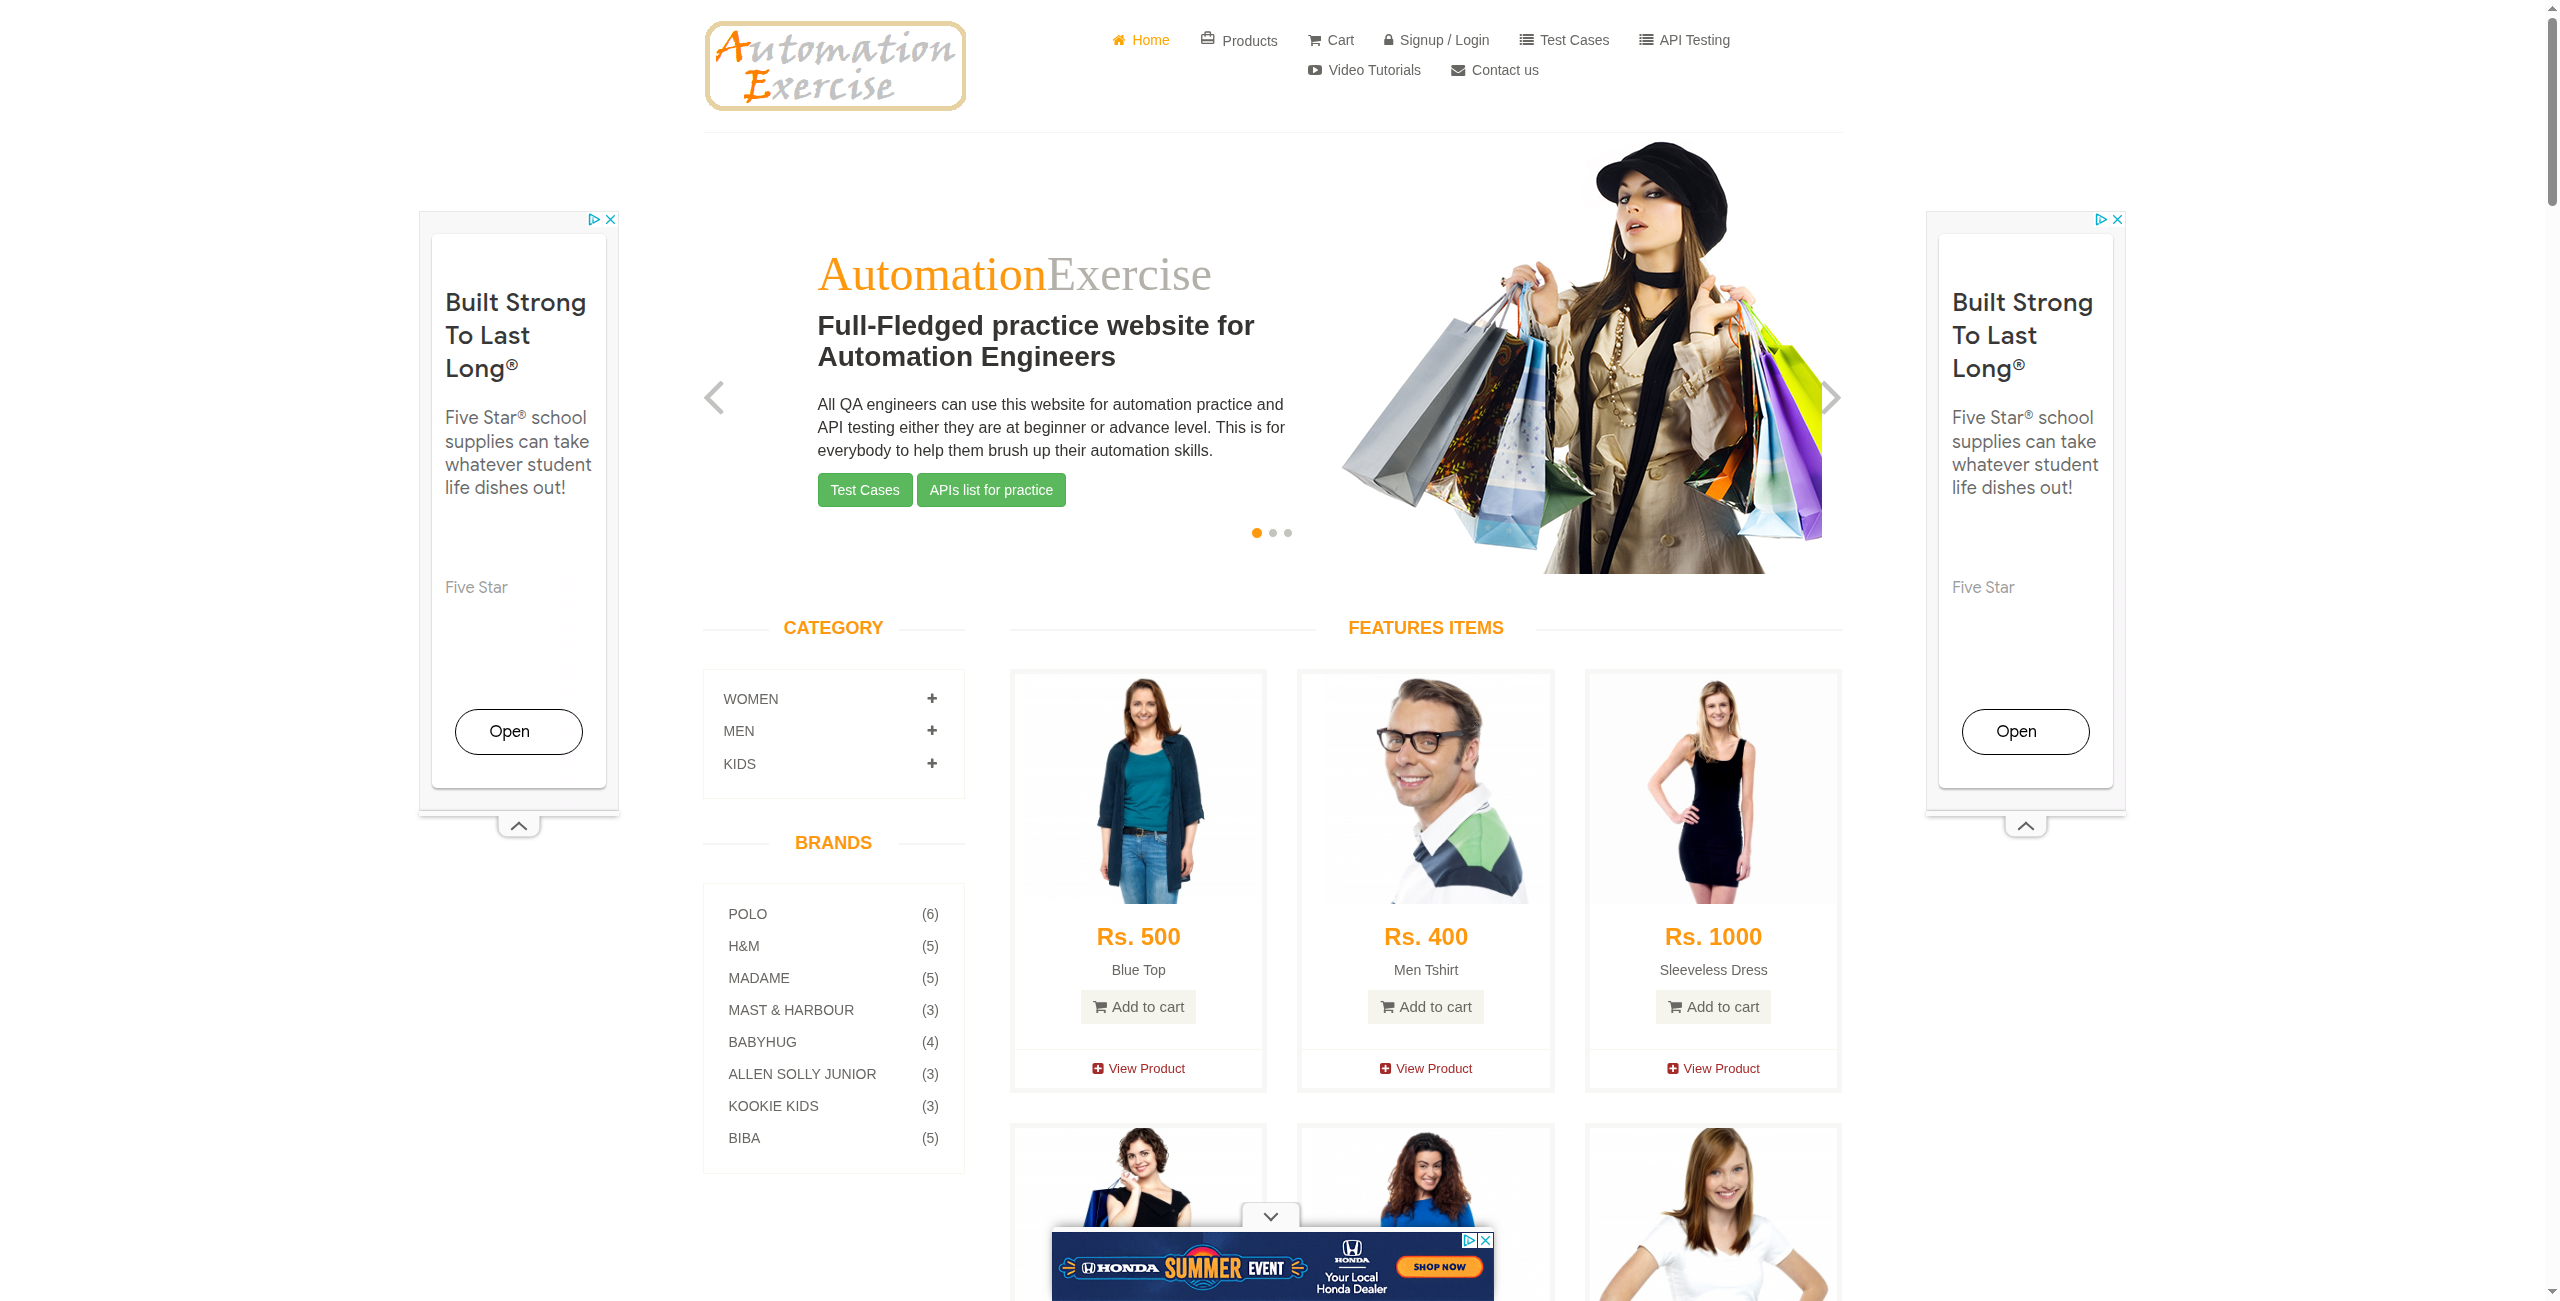 Automation
Exercise
Home
Products
Cart
Signup / Login
Test Cases
API Testing
Video Tutorials
Contact us
AutomationExercise
Full-Fledged practice website for
Automation Engineers
All QA engineers can use this website for automation practice and
API testing either they are at beginner or advance level. This is for
everybody to help them brush up their automation skills.
Test Cases
APIs list for practice
Built Strong
To Last
Long®
Five Star® school
supplies can take
whatever student
life dishes out!
Five Star
Open
Built Strong
To Last
Long®
Five Star® school
supplies can take
whatever student
life dishes out!
Five Star
Open
CATEGORY
WOMEN
MEN
KIDS
BRANDS
POLO (6)
H&M (5)
MADAME (5)
MAST & HARBOUR (3)
BABYHUG (4)
ALLEN SOLLY JUNIOR (3)
KOOKIE KIDS (3)
BIBA (5)
FEATURES ITEMS
Rs. 500
Blue Top
Add to cart
View Product
Rs. 400
Men Tshirt
Add to cart
View Product
Rs. 1000
Sleeveless Dress
Add to cart
View Product
HONDA SUMMER EVENT
HONDA
Your Local
Honda Dealer
SHOP NOW